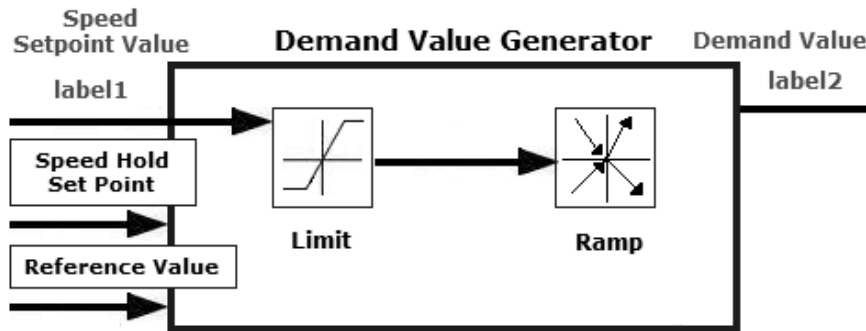 Speed
Setpoint Value
Demand Value Generator
Demand Value
label1
label2
Speed Hold
Set Point
Limit
Ramp
Reference Value